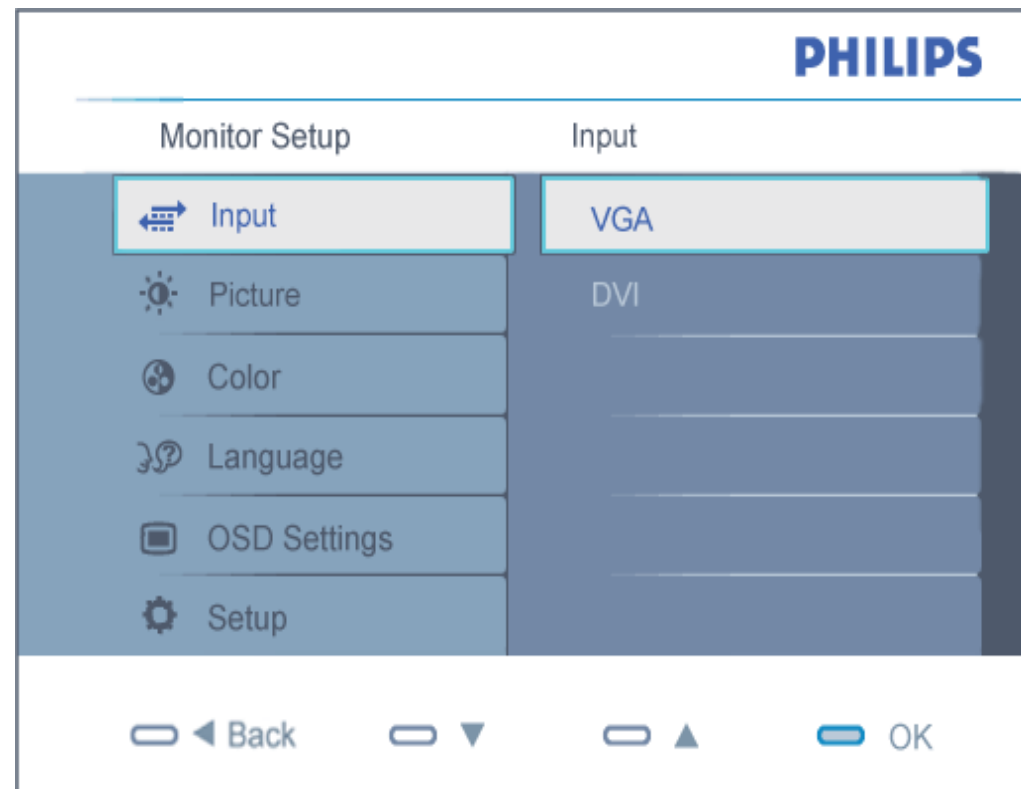 PHILIPS
Monitor Setup
Input
Input
VGA
Picture
DVI
Color
Language
OSD Settings
Setup
Back
OK